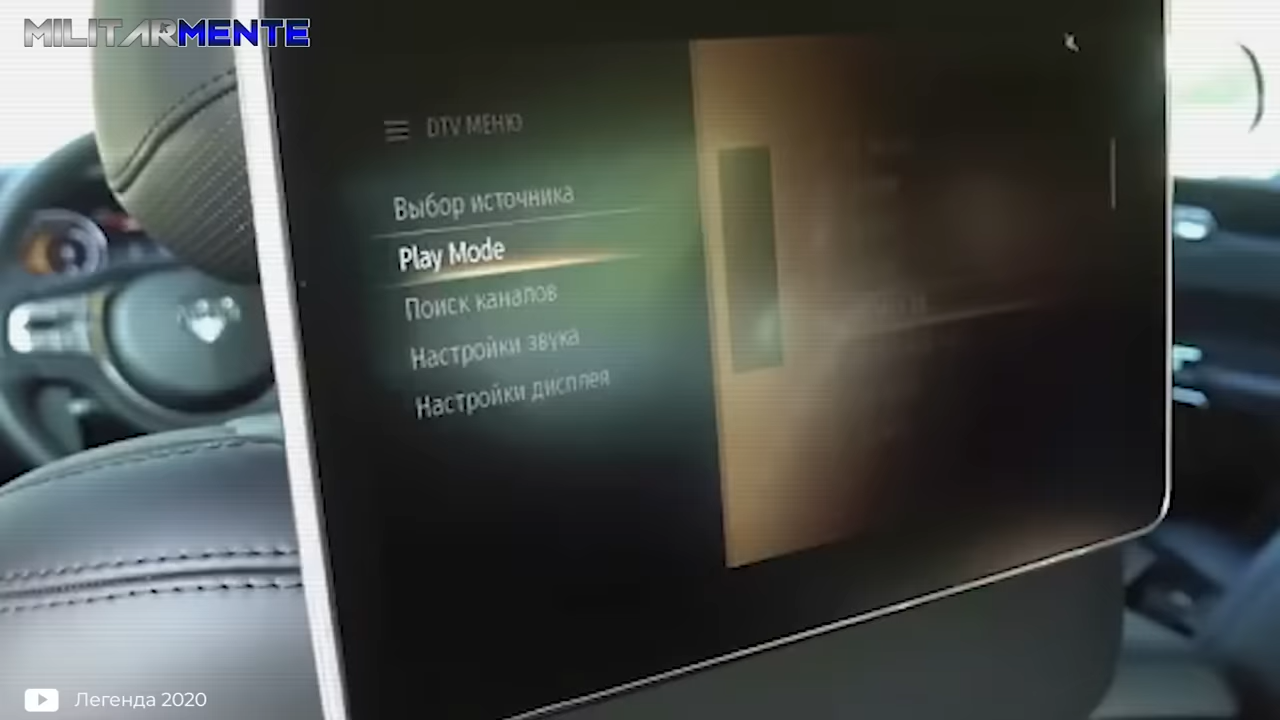 MILITARMENTE
DTV МЕНЮ
Выбор источника
Play Mode
Поиск каналов
Настройки звука
Настройки дисплея
Легенда 2020